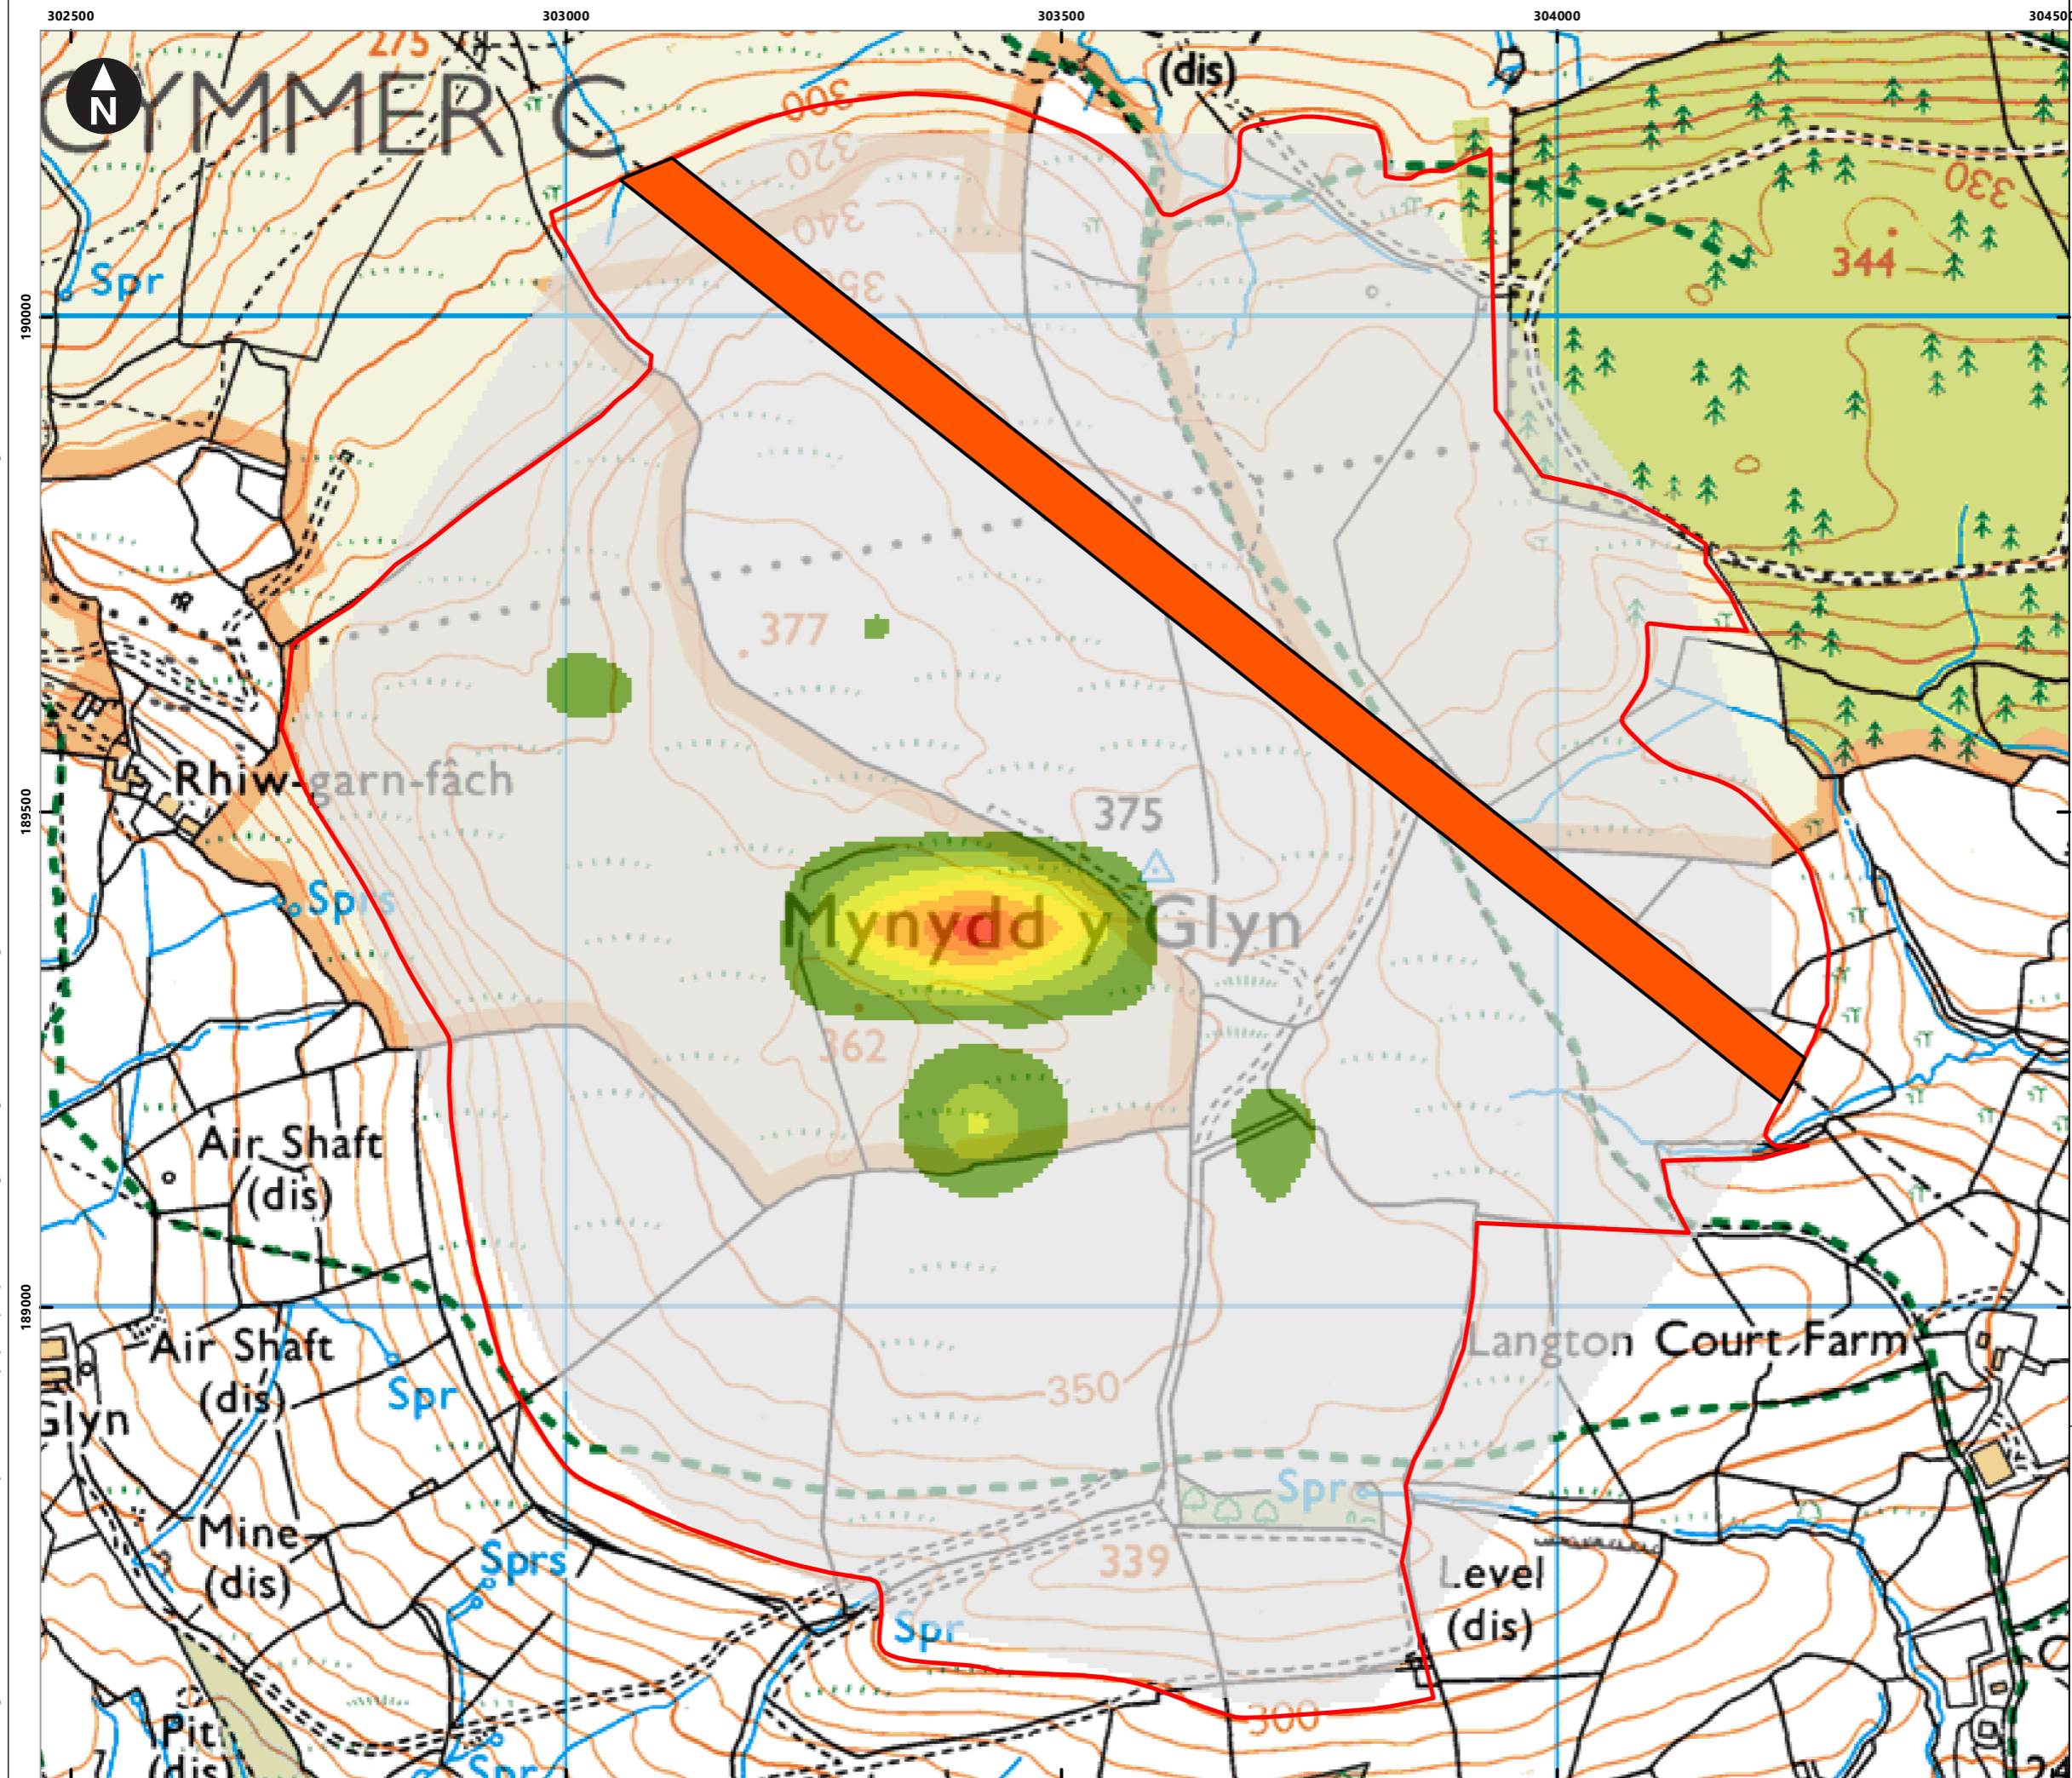 302500 303000 303500 304000
N
275
CYMMER C
(dis)
300
320
340
330
344
Spr
190000
377
Rhiw-garn-fâch
375
189500
Sprs
Mynydd y Glyn
362
Air Shaft
(dis)
189000
Air Shaft
(dis)
Langton Court Farm
350
Spr
Glyn
Spr
Mine
(dis)
Sprs
339
Level
(dis)
Spr
300
Pit
(dis)
Spr